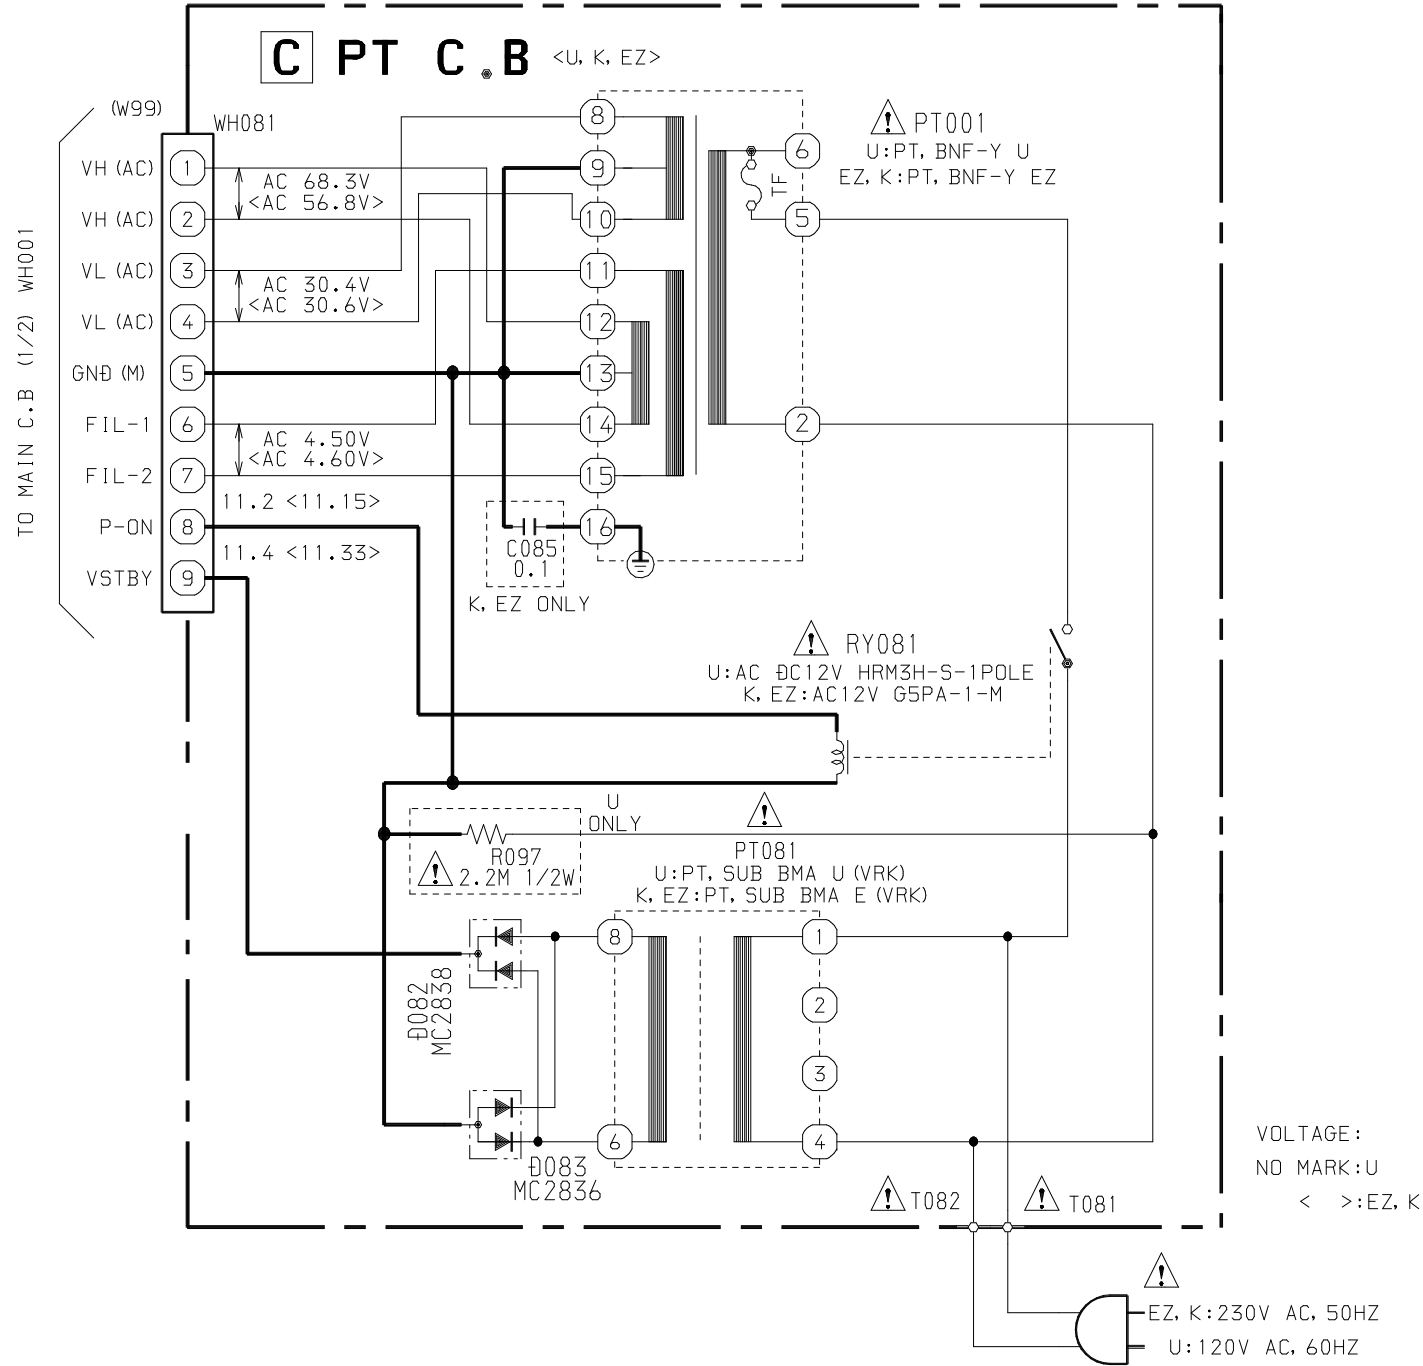 C PT C.B <U, K, EZ>
(W99)
WH081
TO MAIN C.B (1/2) WH001
VH (AC) 1
VH (AC) 2
VL (AC) 3
VL (AC) 4
GND (M) 5
FIL-1 6
FIL-2 7
P-ON 8
VSTBY 9
AC 68.3V
<AC 56.8V>
AC 30.4V
<AC 30.6V>
AC 4.50V
<AC 4.60V>
11.2 <11.15>
11.4 <11.33>
8
9
10
11
12
13
14
15
16
6
5
2
TF
! PT001
U:PT, BNF-Y U
EZ, K:PT, BNF-Y EZ
C085
0.1
K, EZ ONLY
! RY081
U:AC DC12V HRM3H-S-1POLE
K, EZ:AC12V G5PA-1-M
U
ONLY
R097
! 2.2M 1/2W
!
PT081
U:PT, SUB BMA U (VRK)
K, EZ:PT, SUB BMA E (VRK)
8
6
1
2
3
4
D082
MC2838
D083
MC2836
! T082
! T081
VOLTAGE:
NO MARK:U
< >:EZ, K
!
EZ, K:230V AC, 50HZ
U:120V AC, 60HZ